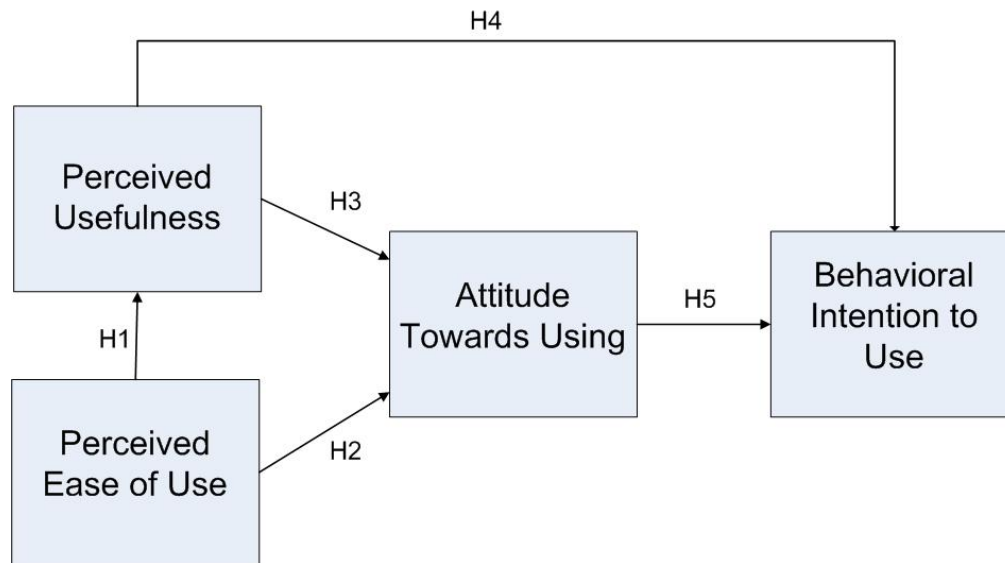 H4
Perceived
Usefulness
H3
Attitude
Towards Using
H5
Behavioral
Intention to
Use
H1
Perceived
Ease of Use
H2